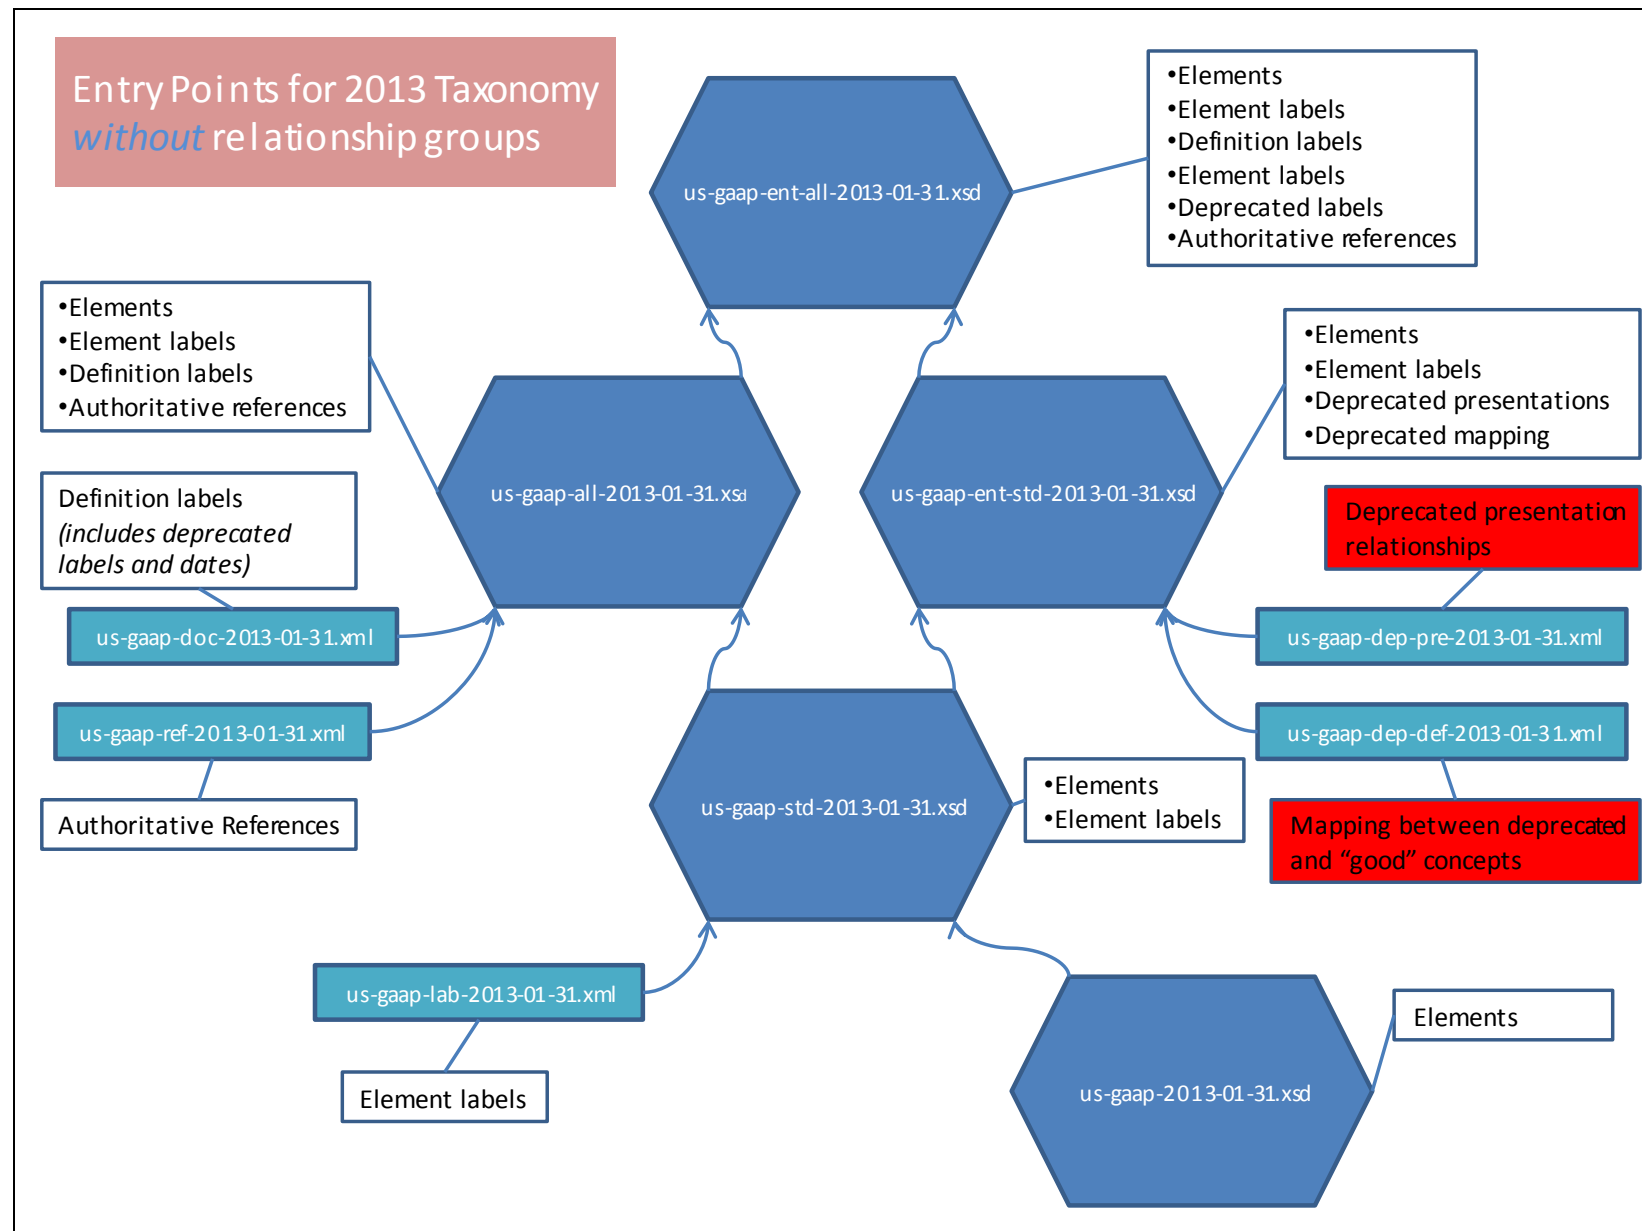 Entry Points for 2013 Taxonomy
without relationship groups
•Elements
•Element labels
•Definition labels
•Element labels
•Deprecated labels
•Authoritative references
us-gaap-ent-all-2013-01-31.xsd
•Elements
•Element labels
•Definition labels
•Authoritative references
•Elements
•Element labels
•Deprecated presentations
•Deprecated mapping
us-gaap-all-2013-01-31.xsd
us-gaap-ent-std-2013-01-31.xsd
Definition labels
(includes deprecated
labels and dates)
Deprecated presentation
relationships
us-gaap-doc-2013-01-31.xml
us-gaap-dep-pre-2013-01-31.xml
us-gaap-ref-2013-01-31.xml
us-gaap-dep-def-2013-01-31.xml
Authoritative References
us-gaap-std-2013-01-31.xsd
•Elements
•Element labels
Mapping between deprecated
and “good” concepts
us-gaap-lab-2013-01-31.xml
Element labels
Elements
us-gaap-2013-01-31.xsd